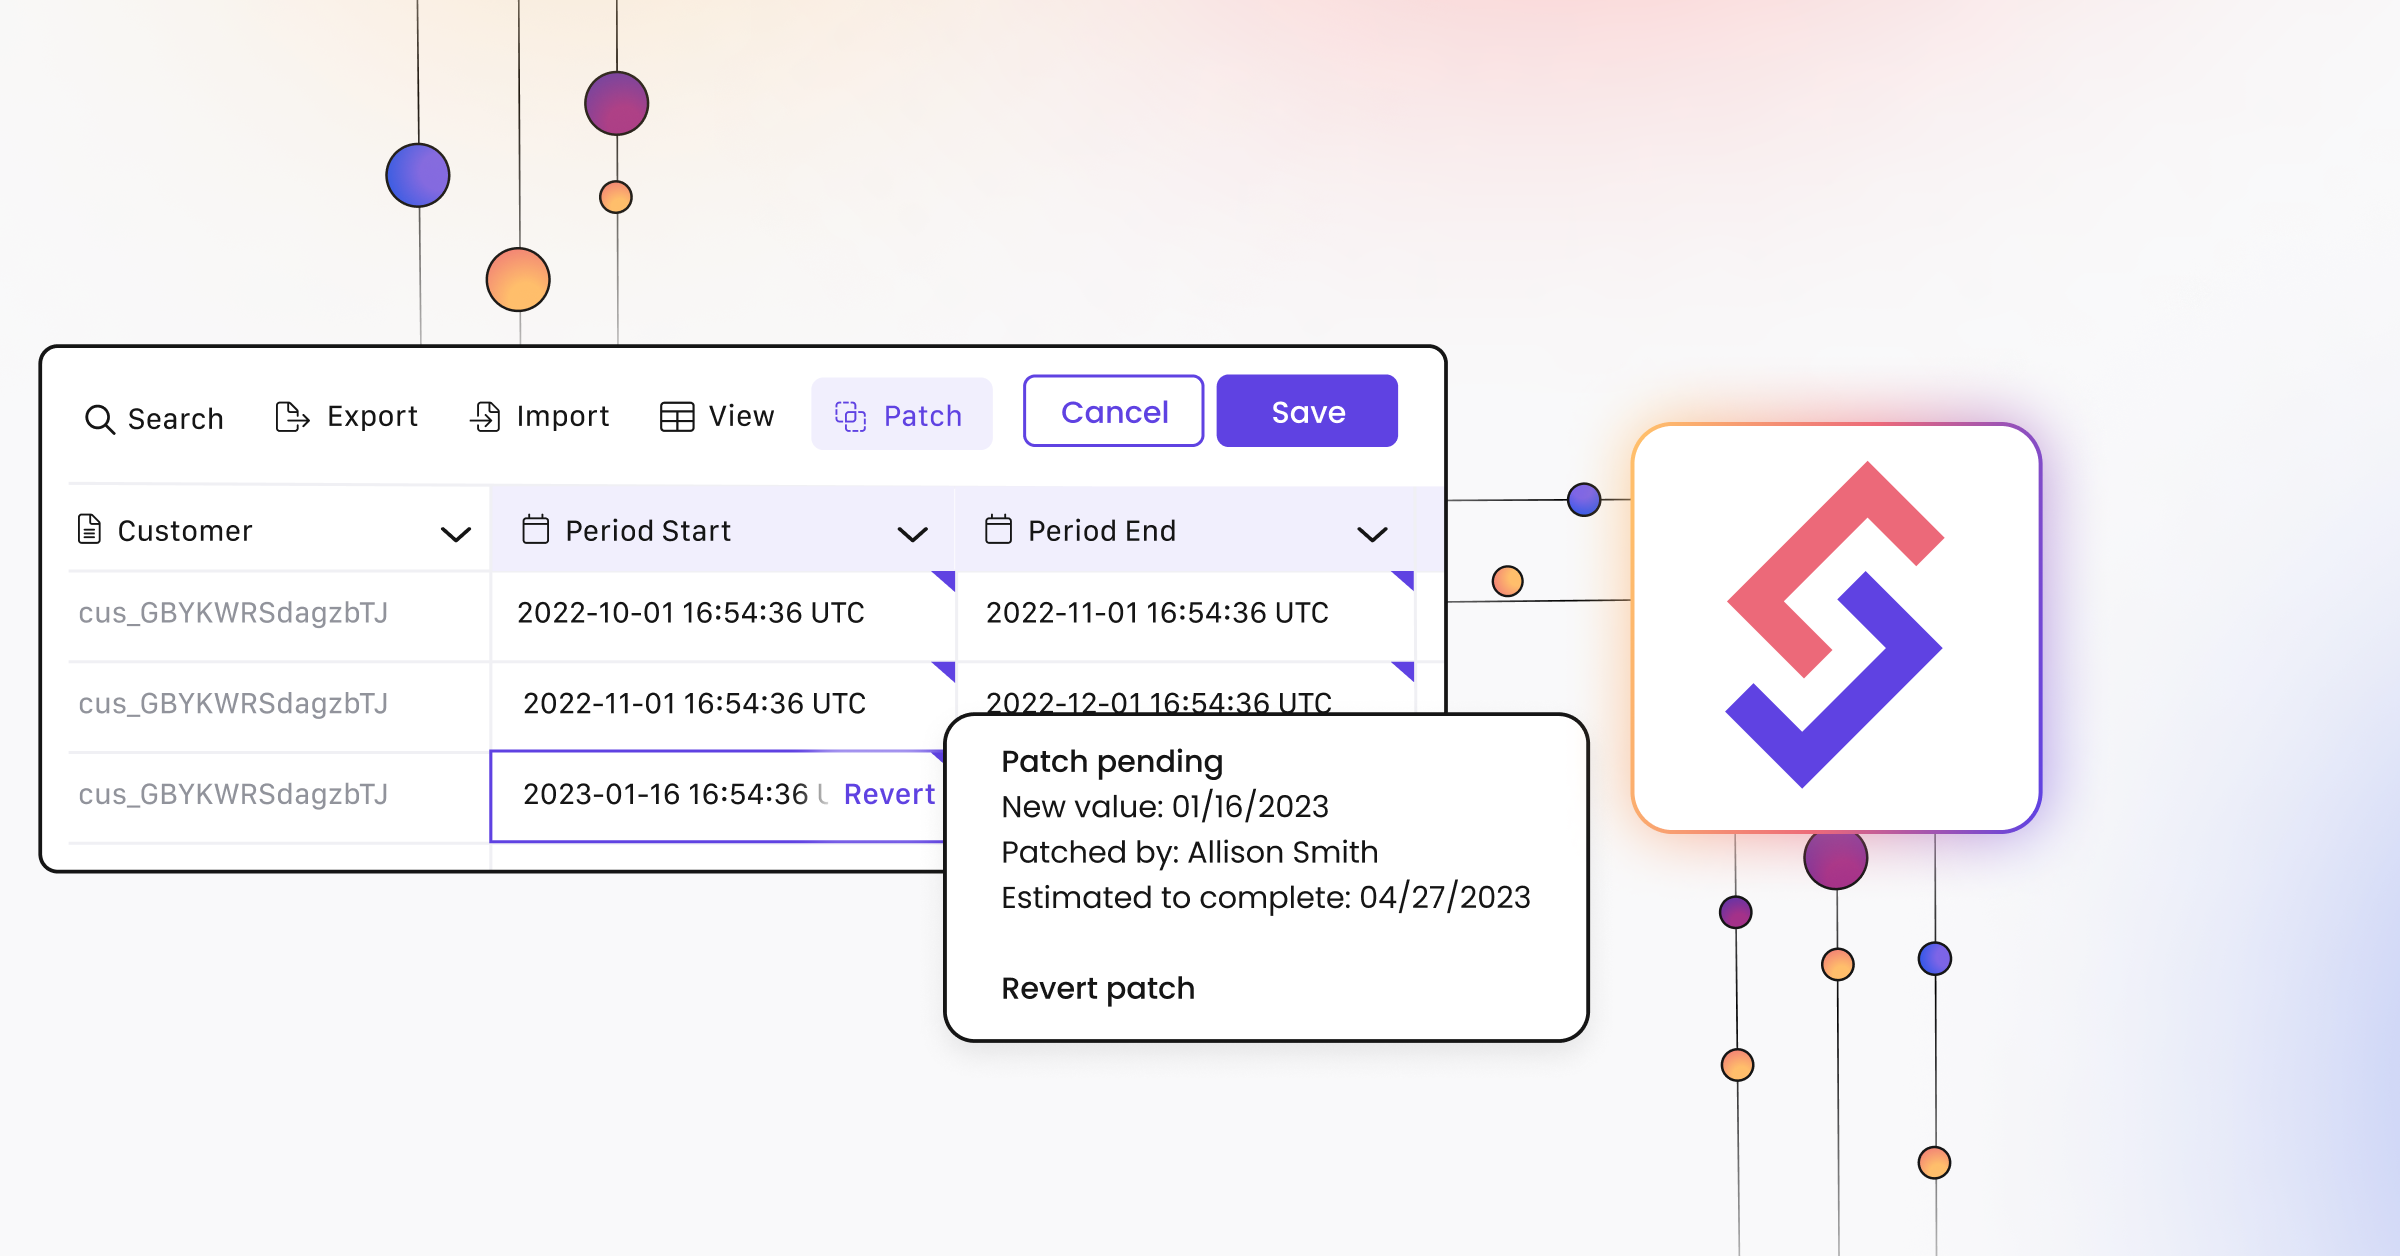 Search Export Import View Patch Cancel Save
Customer Period Start Period End
cus_GBYKWRSdagzbTJ 2022-10-01 16:54:36 UTC 2022-11-01 16:54:36 UTC
cus_GBYKWRSdagzbTJ 2022-11-01 16:54:36 UTC 2022-12-01 16:54:36 UTC
cus_GBYKWRSdagzbTJ 2023-01-16 16:54:36 U Revert
Patch pending
New value: 01/16/2023
Patched by: Allison Smith
Estimated to complete: 04/27/2023
Revert patch